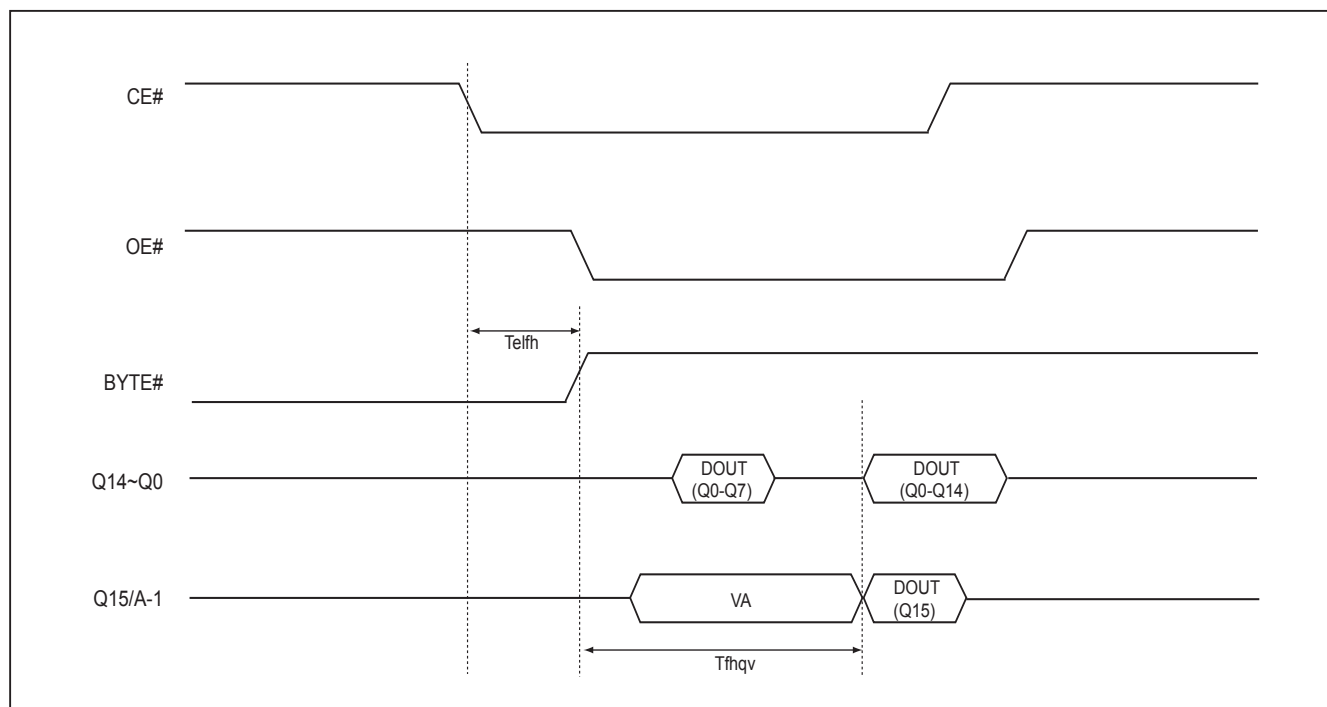 CE#
OE#
Telfh
BYTE#
Q14~Q0
DOUT
(Q0-Q7)
DOUT
(Q0-Q14)
Q15/A-1
VA
DOUT
(Q15)
Tfhqv